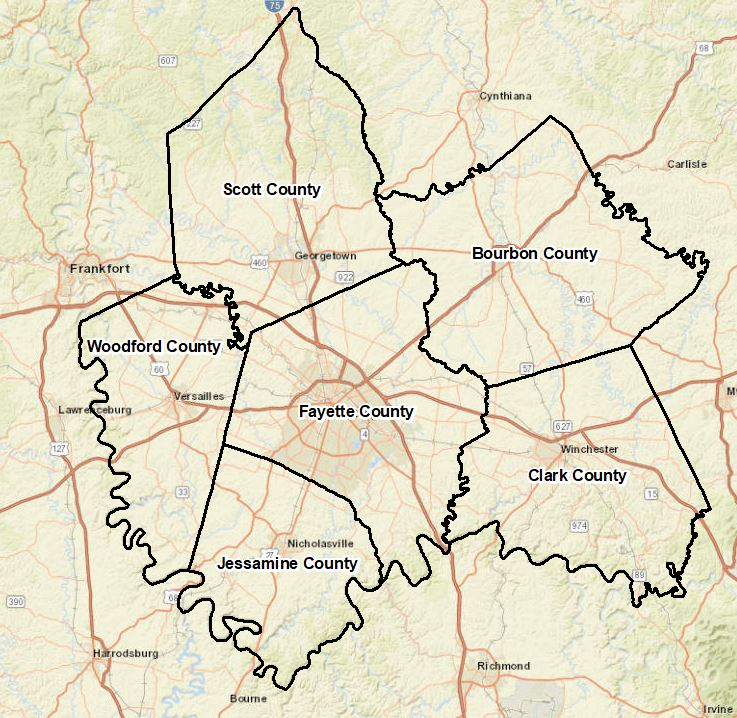 75
68
607
Cynthiana
227
Carlisle
Scott County
Georgetown
Bourbon County
460
Frankfort
922
460
Woodford County
57
60
Versailles
Lawrenceburg
Fayette County
627
4
127
Winchester
Clark County
33
15
974
Nicholasville
27
Jessamine County
89
68
390
Harrodsburg
Richmond
Bourne
Irvine